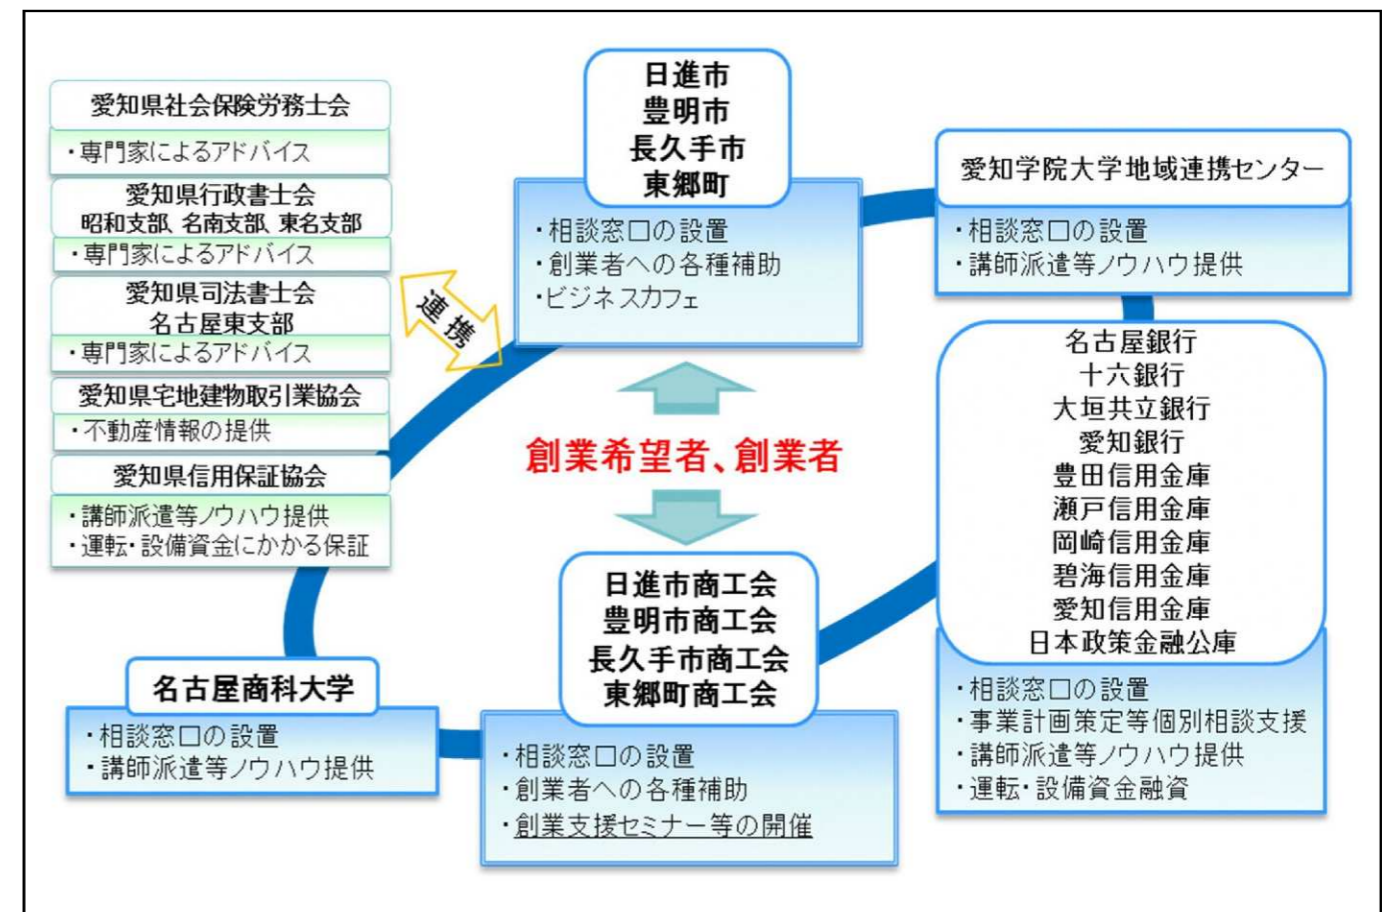 愛知県社会保険労務士会
・専門家によるアドバイス
愛知県行政書士会
昭和支部、名南支部、東名支部
・専門家によるアドバイス
愛知県司法書士会
名古屋東支部
・専門家によるアドバイス
愛知県宅地建物取引業協会
・不動産情報の提供
愛知県信用保証協会
・講師派遣等ノウハウ提供
・運転・設備資金にかかる保証
連携
日進市
豊明市
長久手市
東郷町
・相談窓口の設置
・創業者への各種補助
・ビジネスカフェ
愛知学院大学地域連携センター
・相談窓口の設置
・講師派遣等ノウハウ提供
創業希望者、創業者
名古屋銀行
十六銀行
大垣共立銀行
愛知銀行
豊田信用金庫
瀬戸信用金庫
岡崎信用金庫
碧海信用金庫
愛知信用金庫
日本政策金融公庫
・相談窓口の設置
・事業計画策定等個別相談支援
・講師派遣等ノウハウ提供
・運転・設備資金融資
名古屋商科大学
・相談窓口の設置
・講師派遣等ノウハウ提供
日進市商工会
豊明市商工会
長久手市商工会
東郷町商工会
・相談窓口の設置
・創業者への各種補助
・創業支援セミナー等の開催